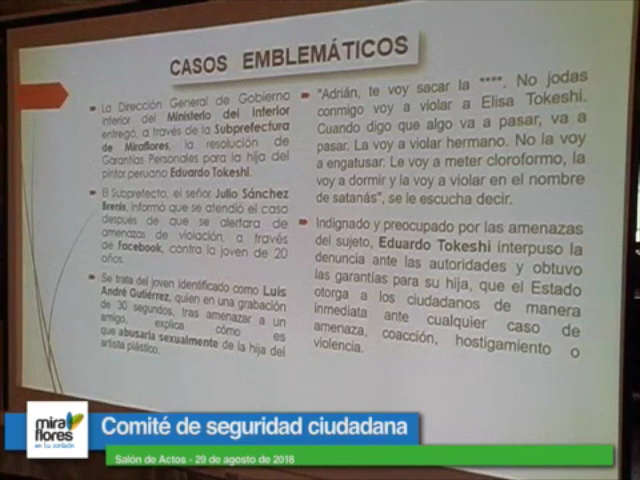 CASOS EMBLEMÁTICOS
La Dirección General de Gobierno
Interior del Ministerio del Interior
entregó, a través de la Subprefectura
de Miraflores, la resolución de
Garantías Personales para la hija del
pintor peruano Eduardo Tokeshi.
El Subprefecto, el señor Julio Sánchez
Brenis, informó que se atendió el caso
después de que se alertara de
amenazas de violación, a través
de Facebook, contra la joven de 20
años.
Se trata del joven identificado como Luis
André Gutiérrez, quien en una grabación
de 30 segundos, tras amenazar a un
amigo, explica cómo es
que abusaría sexualmente de la hija del
artista plástico.
"Adrián, te voy sacar la ****. No jodas
conmigo voy a violar a Elisa Tokeshi.
Cuando digo que algo va a pasar, va a
pasar. La voy a violar hermano. No la voy
a engatusar. Le voy a meter cloroformo, la
voy a dormir y la voy a violar en el nombre
de satanás", se le escucha decir.
Indignado y preocupado por las amenazas
del sujeto, Eduardo Tokeshi interpuso la
denuncia ante las autoridades y obtuvo
las garantías para su hija, que el Estado
otorga a los ciudadanos de manera
inmediata ante cualquier caso de
amenaza, coacción, hostigamiento o
violencia.
mira
flores
en tu corazón
Comité de seguridad ciudadana
Salón de Actos - 29 de agosto de 2018